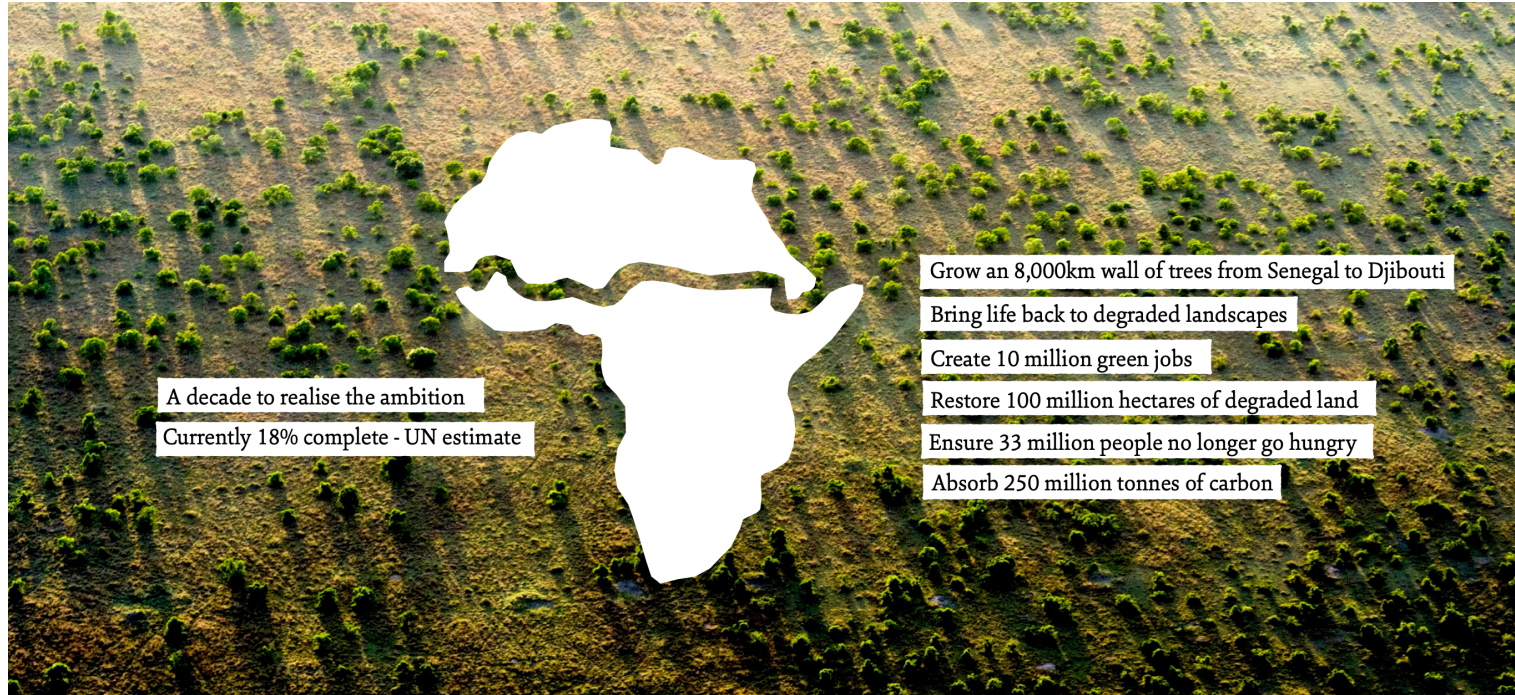 A decade to realise the ambition
Currently 18% complete - UN estimate
Grow an 8,000km wall of trees from Senegal to Djibouti
Bring life back to degraded landscapes
Create 10 million green jobs
Restore 100 million hectares of degraded land
Ensure 33 million people no longer go hungry
Absorb 250 million tonnes of carbon